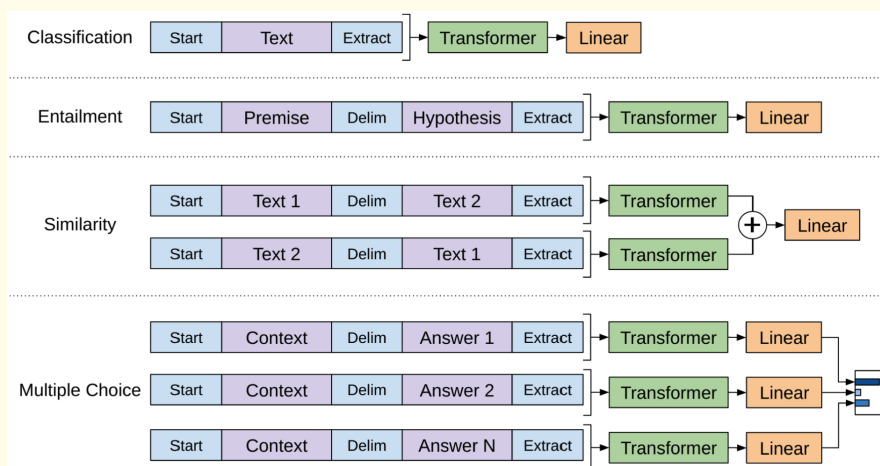 Classification Start Text Extract Transformer Linear
Entailment Start Premise Delim Hypothesis Extract Transformer Linear
Similarity
Start Text 1 Delim Text 2 Extract Transformer
+ Linear
Start Text 2 Delim Text 1 Extract Transformer
Multiple Choice
Start Context Delim Answer 1 Extract Transformer Linear
Start Context Delim Answer 2 Extract Transformer Linear
Start Context Delim Answer N Extract Transformer Linear